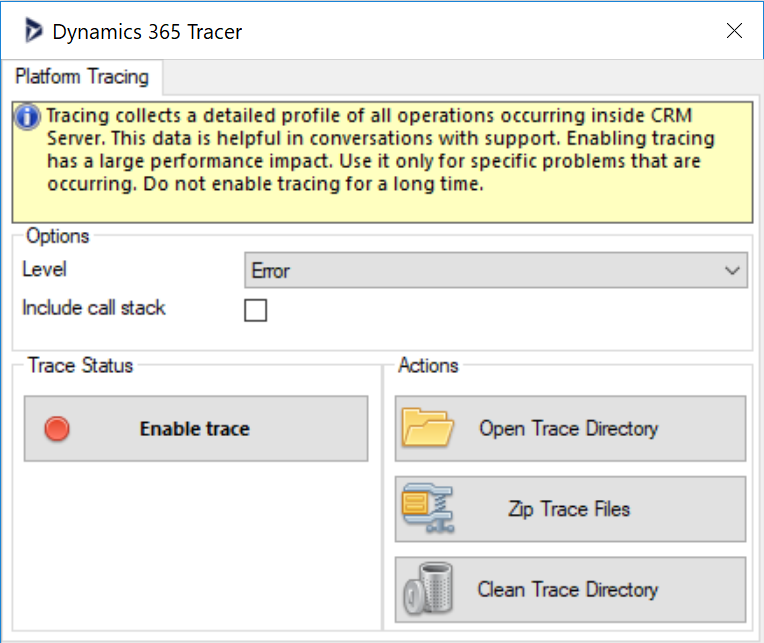 Dynamics 365 Tracer
Platform Tracing
Tracing collects a detailed profile of all operations occurring inside CRM
Server. This data is helpful in conversations with support. Enabling tracing
has a large performance impact. Use it only for specific problems that are
occurring. Do not enable tracing for a long time.
Options
Level
Error
Include call stack
Trace Status
Enable trace
Actions
Open Trace Directory
Zip Trace Files
Clean Trace Directory